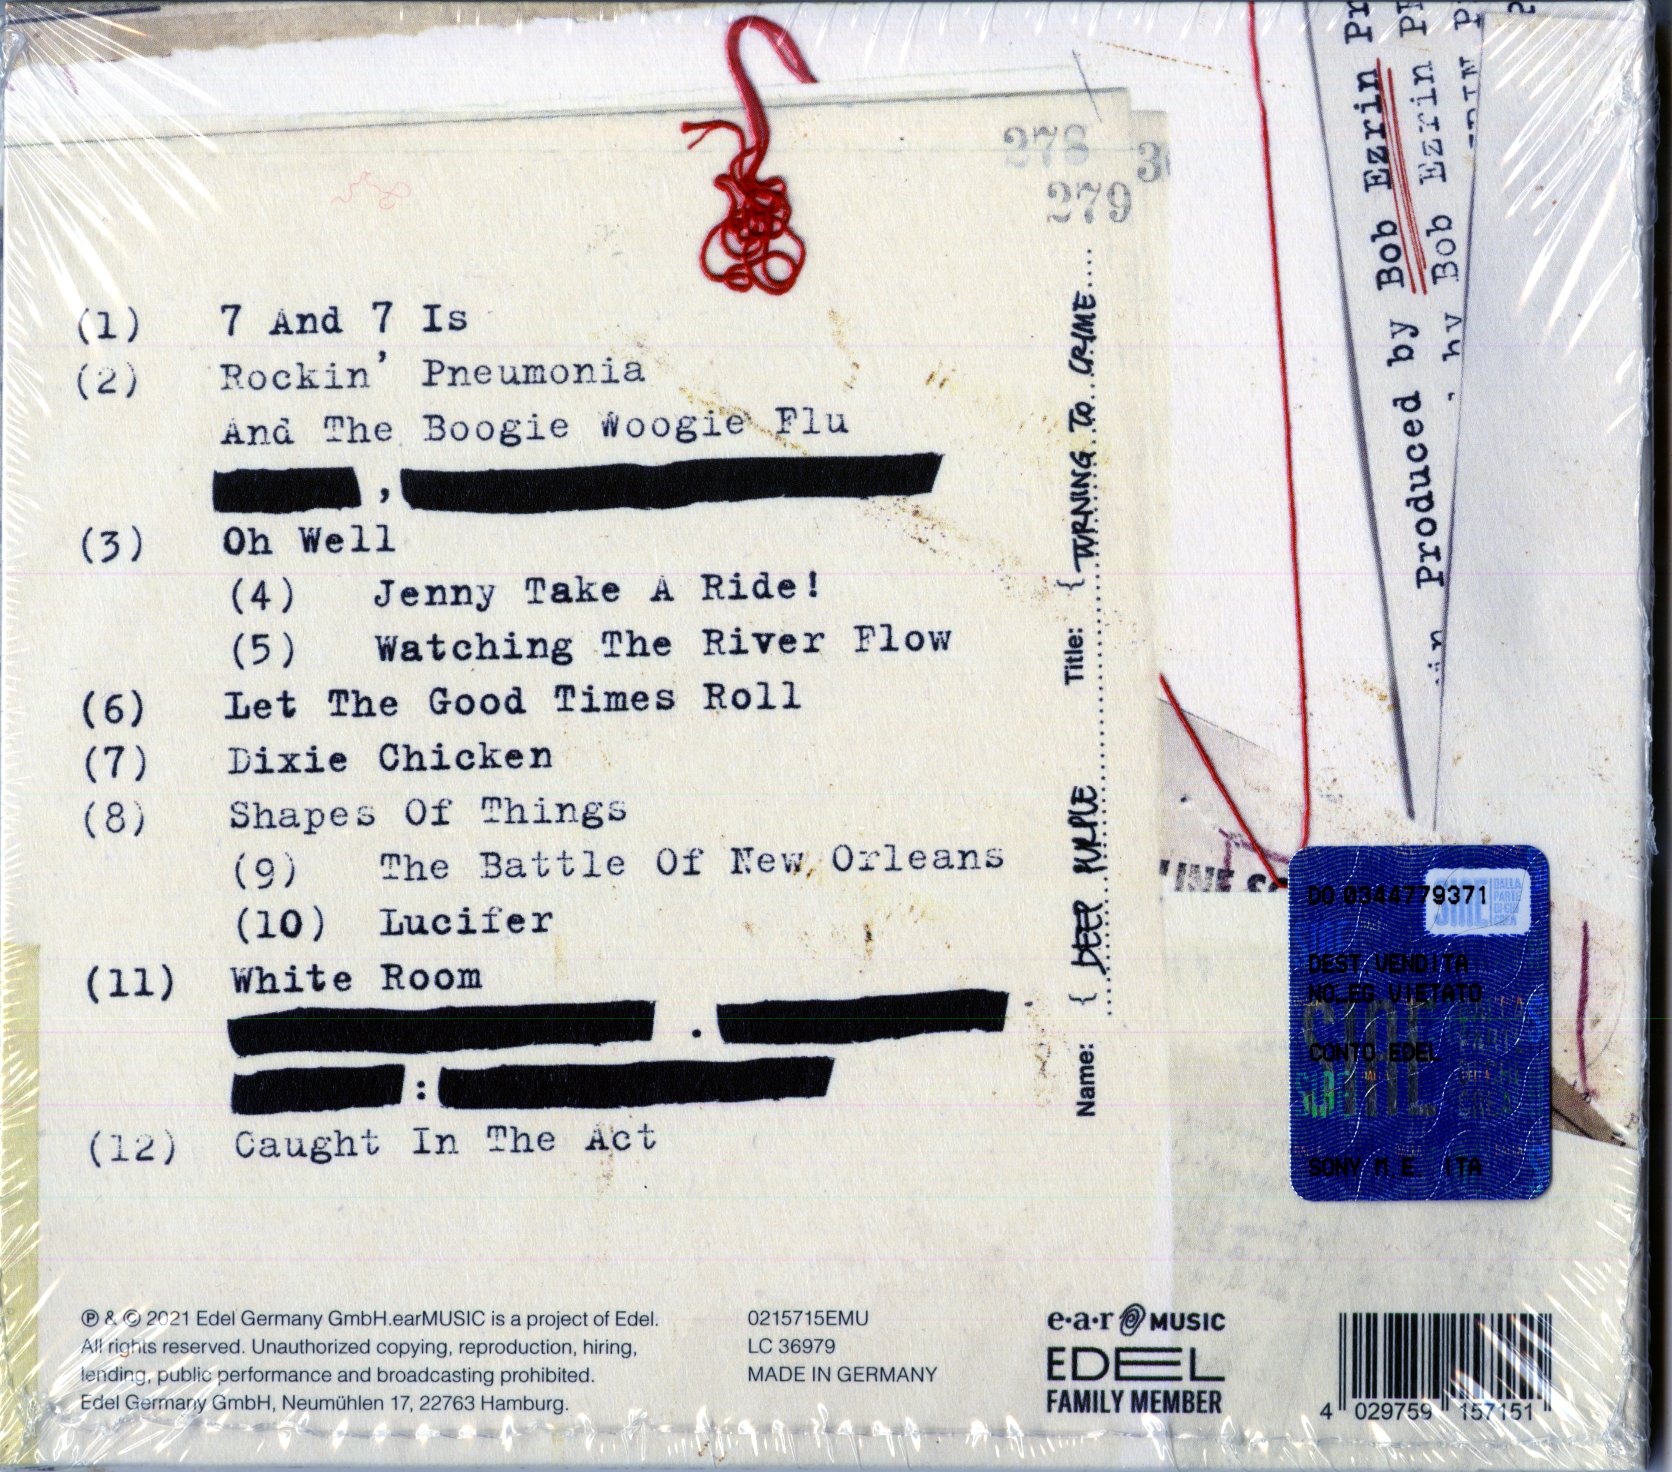 278
279
(1) 7 And 7 Is
(2) Rockin' Pneumonia
And The Boogie Woogie Flu
,
(3) Oh Well
(4) Jenny Take A Ride!
(5) Watching The River Flow
(6) Let The Good Times Roll
(7) Dixie Chicken
(8) Shapes Of Things
(9) The Battle Of New Orleans
(10) Lucifer
(11) White Room
.
:
(12) Caught In The Act
Name: { DEEP PURPLE Title: { TURNING TO CRIME
Produced by Bob Ezrin
Bob Ezrin
DO 0344779371
DALLA
PARTE
DI CHI
CREA
DEST VENDITA
NOLEG VIETATO
CONTO EDEL
SONY M.E. ITA
℗ & © 2021 Edel Germany GmbH.earMUSIC is a project of Edel.
All rights reserved. Unauthorized copying, reproduction, hiring,
lending, public performance and broadcasting prohibited.
Edel Germany GmbH, Neumühlen 17, 22763 Hamburg.
0215715EMU
LC 36979
MADE IN GERMANY
e·a·r MUSIC
EDEL
FAMILY MEMBER
4 029759 157151